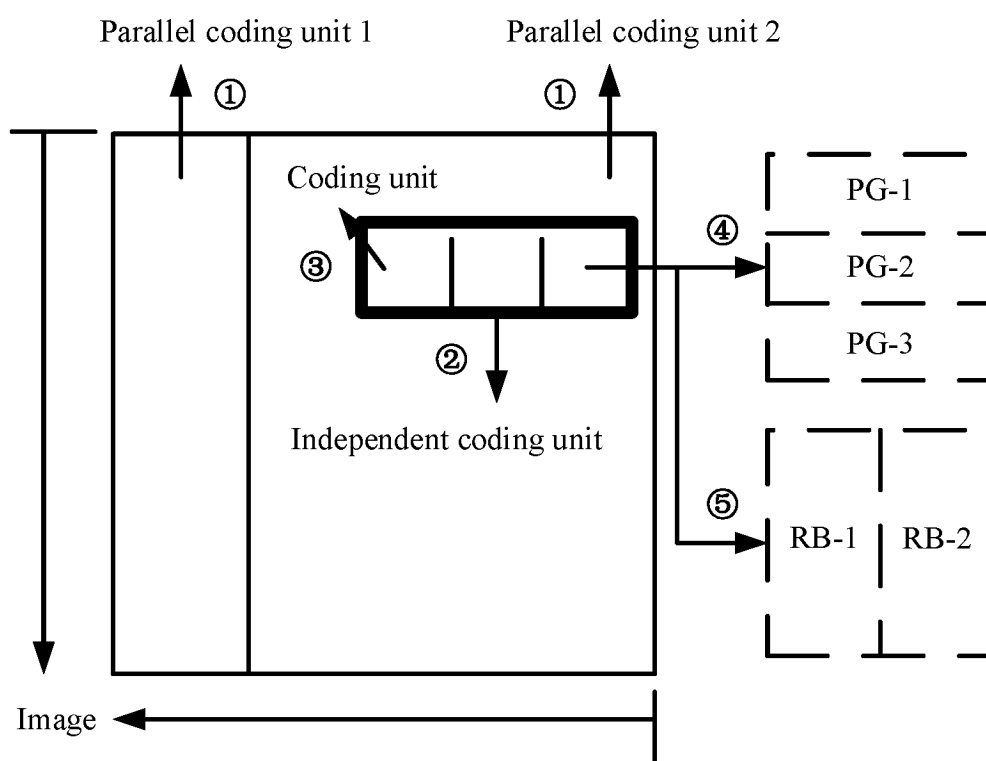 Parallel coding unit 1
Parallel coding unit 2
① ①
Coding unit
③
④
PG-1
PG-2
PG-3
②
Independent coding unit
⑤
RB-1 RB-2
Image